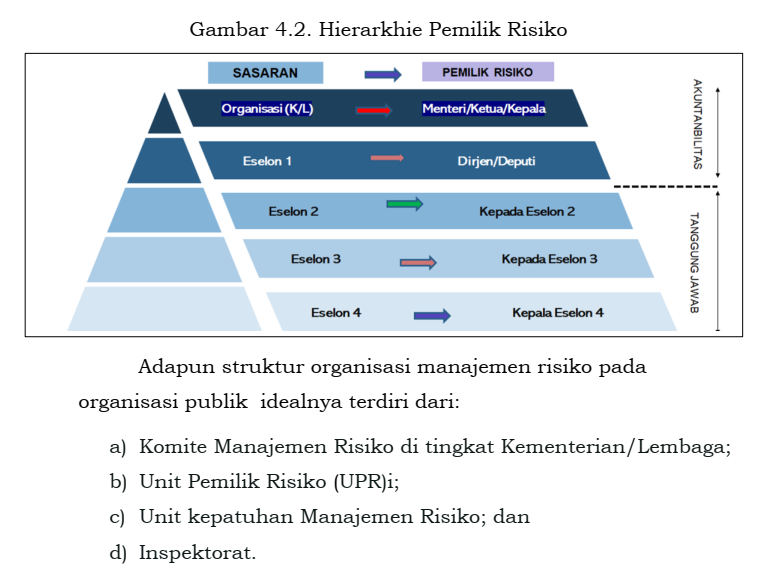 Gambar 4.2. Hierarkhie Pemilik Risiko
SASARAN PEMILIK RISIKO
Organisasi (K/L) Menteri/Ketua/Kepala
Eselon 1 Dirjen/Deputi
Eselon 2 Kepada Eselon 2
Eselon 3 Kepada Eselon 3
Eselon 4 Kepala Eselon 4
AKUNTANBILITAS
TANGGUNG JAWAB
Adapun struktur organisasi manajemen risiko pada
organisasi publik idealnya terdiri dari:
a) Komite Manajemen Risiko di tingkat Kementerian/Lembaga;
b) Unit Pemilik Risiko (UPR)i;
c) Unit kepatuhan Manajemen Risiko; dan
d) Inspektorat.